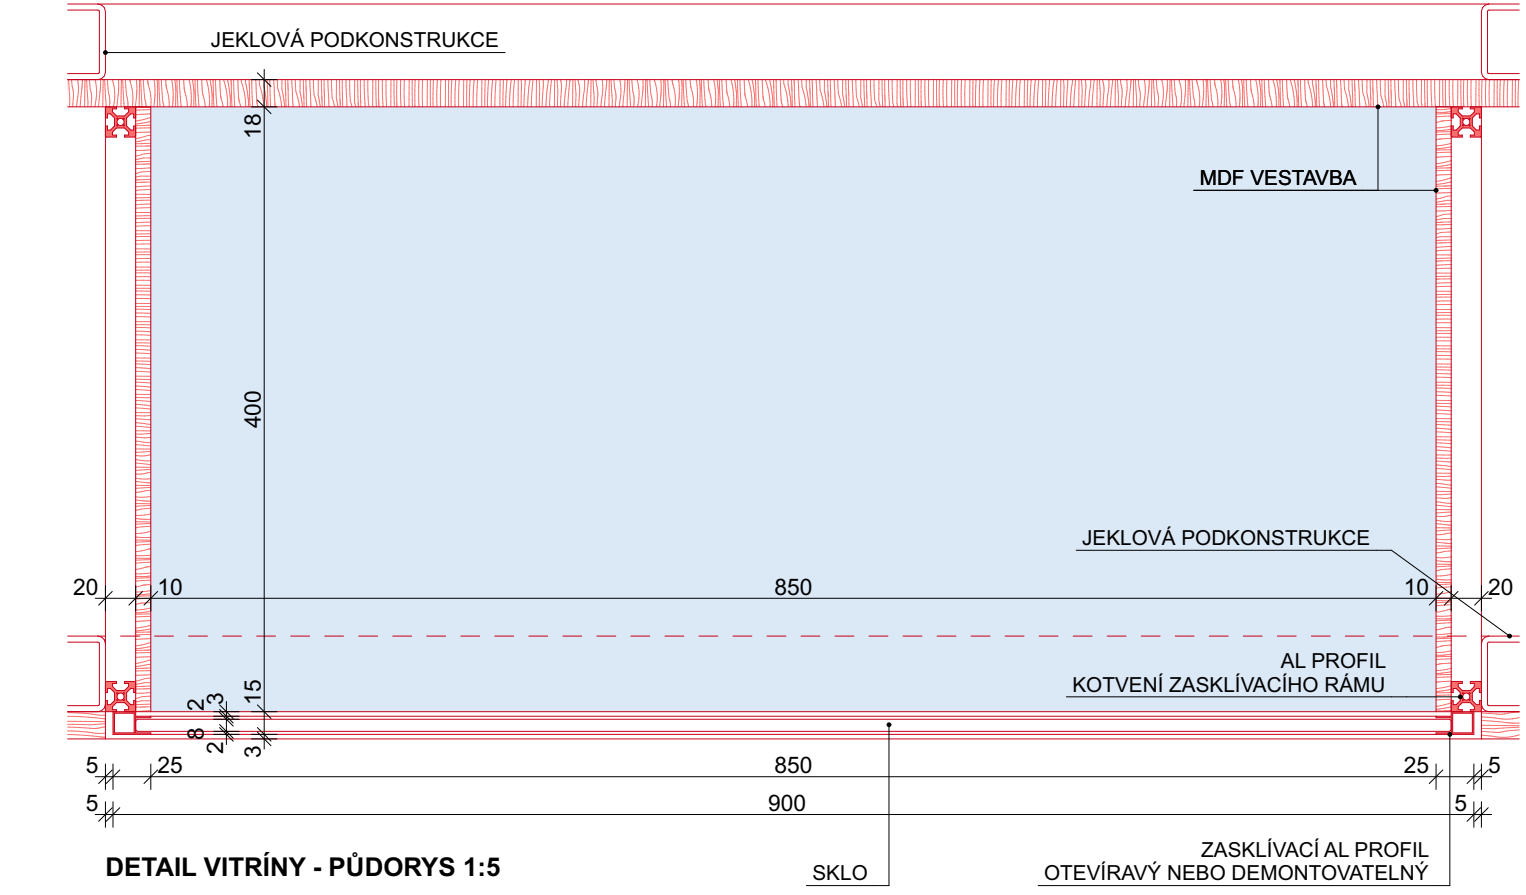 JEKLOVÁ PODKONSTRUKCE
18
MDF VESTAVBA
400
JEKLOVÁ PODKONSTRUKCE
20 10 850 10 20
AL PROFIL
KOTVENÍ ZASKLÍVACÍHO RÁMU
2 3 15
8 2 3
5 25 850 25 5
5 900 5
DETAIL VITRÍNY - PŮDORYS 1:5
SKLO
ZASKLÍVACÍ AL PROFIL
OTEVÍRAVÝ NEBO DEMONTOVATELNÝ